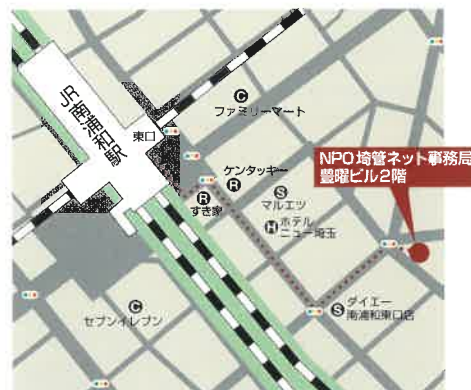 JR南浦和駅
東口
C
ファミリーマート
ケンタッキー
R
R
すき家
S
マルエツ
H
ホテル
ニュー埼玉
NPO埼管ネット事務局
豊曜ビル2階
C
セブンイレブン
S
ダイエー
南浦和東口店